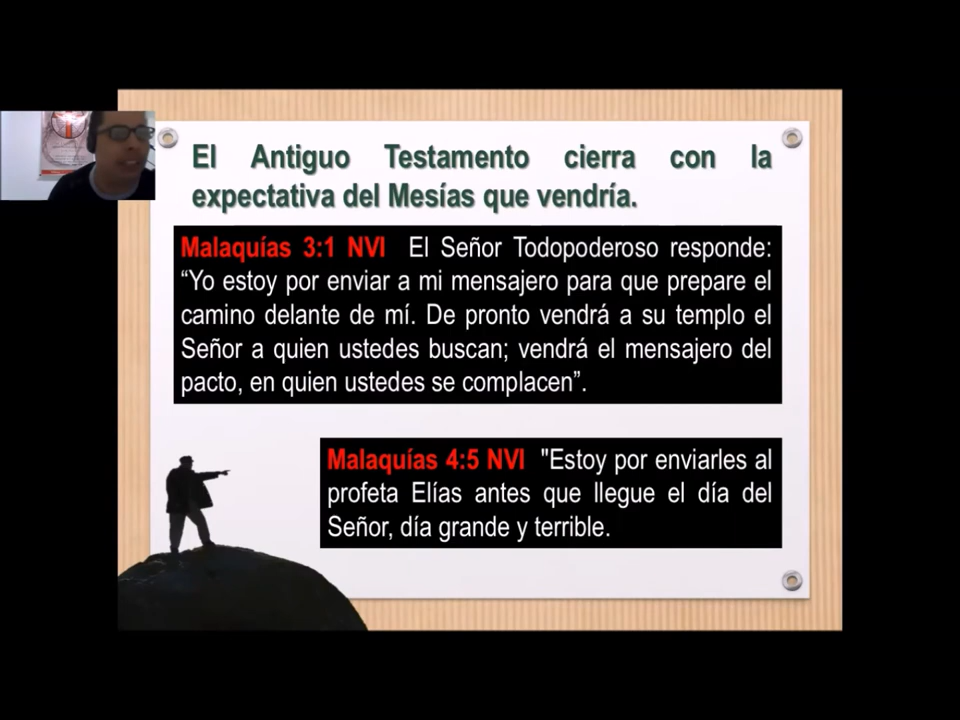 El Antiguo Testamento cierra con la
expectativa del Mesías que vendría.
Malaquías 3:1 NVI El Señor Todopoderoso responde:
“Yo estoy por enviar a mi mensajero para que prepare el
camino delante de mí. De pronto vendrá a su templo el
Señor a quien ustedes buscan; vendrá el mensajero del
pacto, en quien ustedes se complacen”.
Malaquías 4:5 NVI "Estoy por enviarles al
profeta Elías antes que llegue el día del
Señor, día grande y terrible.